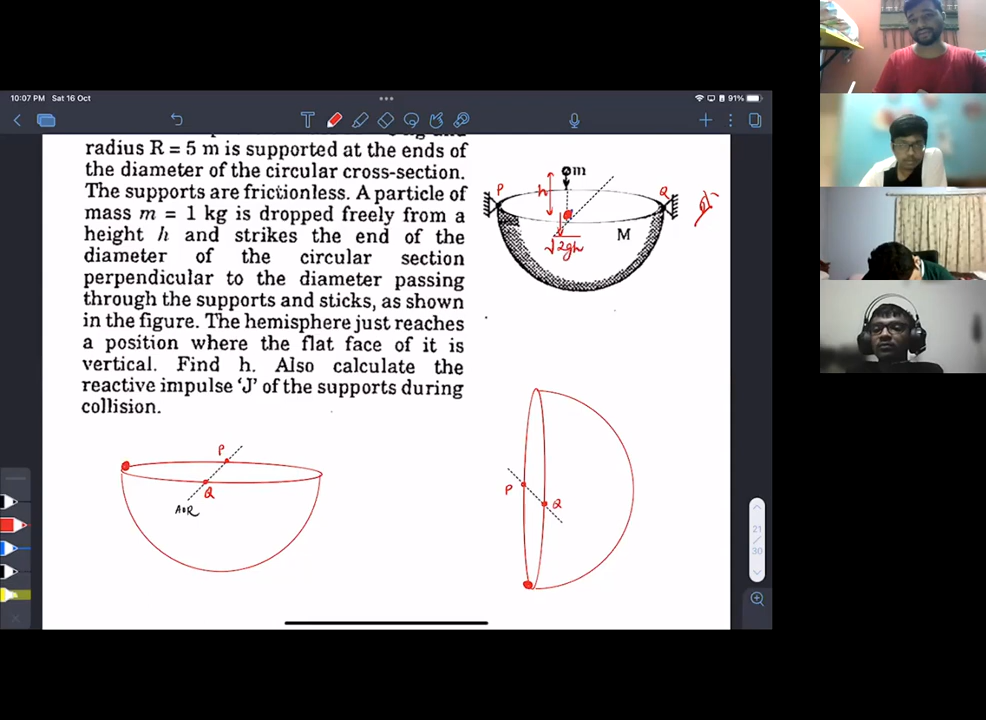 10:07 PM Sat 16 Oct
91%
radius R = 5 m is supported at the ends of
the diameter of the circular cross-section.
The supports are frictionless. A particle of
mass m = 1 kg is dropped freely from a
height h and strikes the end of the
diameter of the circular section
perpendicular to the diameter passing
through the supports and sticks, as shown
in the figure. The hemisphere just reaches
a position where the flat face of it is
vertical. Find h. Also calculate the
reactive impulse 'J' of the supports during
collision.
m
P
h
Q
√2gh
M
P
Q
AOR
P
Q
21
/
30